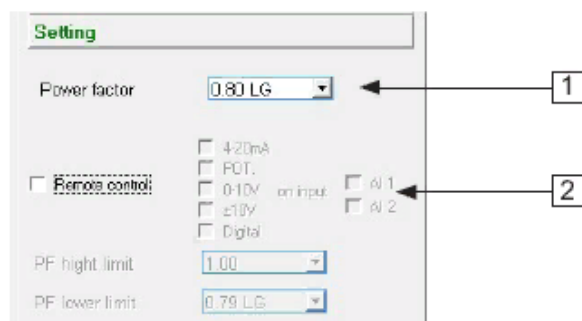 Setting
Power factor 0.80 LG 1
4-20mA
POT.
Remote control 0-10V on input AI 1
±10V AI 2 2
Digital
PF hight limit 1.00
PF lower limit 0.79 LG